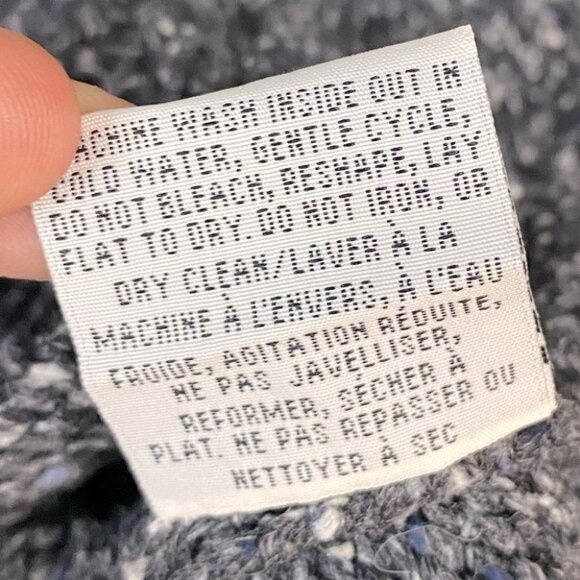 MACHINE WASH INSIDE OUT IN
COLD WATER, GENTLE CYCLE,
DO NOT BLEACH, RESHAPE, LAY
FLAT TO DRY. DO NOT IRON, OR
DRY CLEAN/LAVER À LA
MACHINE À L'ENVERS, À L'EAU
FROIDE, AGITATION RÉDUITE,
NE PAS JAVELLISER,
REFORMER, SÉCHER À
PLAT. NE PAS REPASSER OU
NETTOYER À SEC